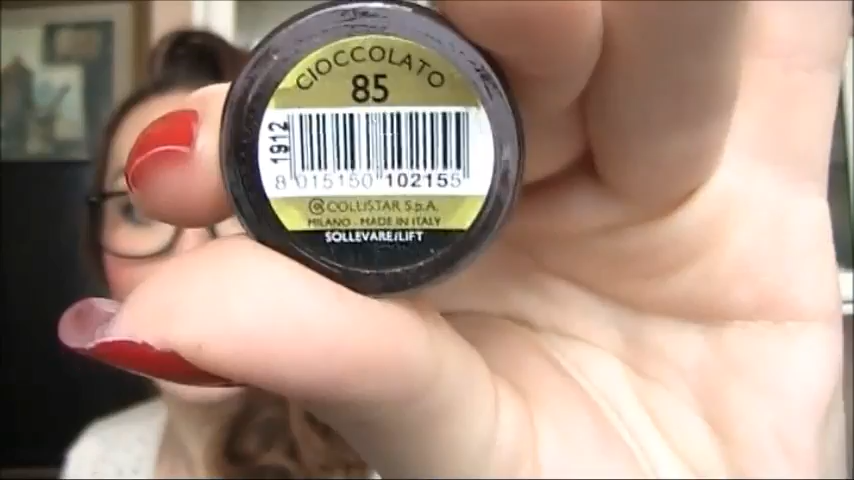 CIOCCOLATO
85
1912
8 015150 102155
COLLISTAR S.p.A.
MILANO - MADE IN ITALY
SOLLEVARE/LIFT